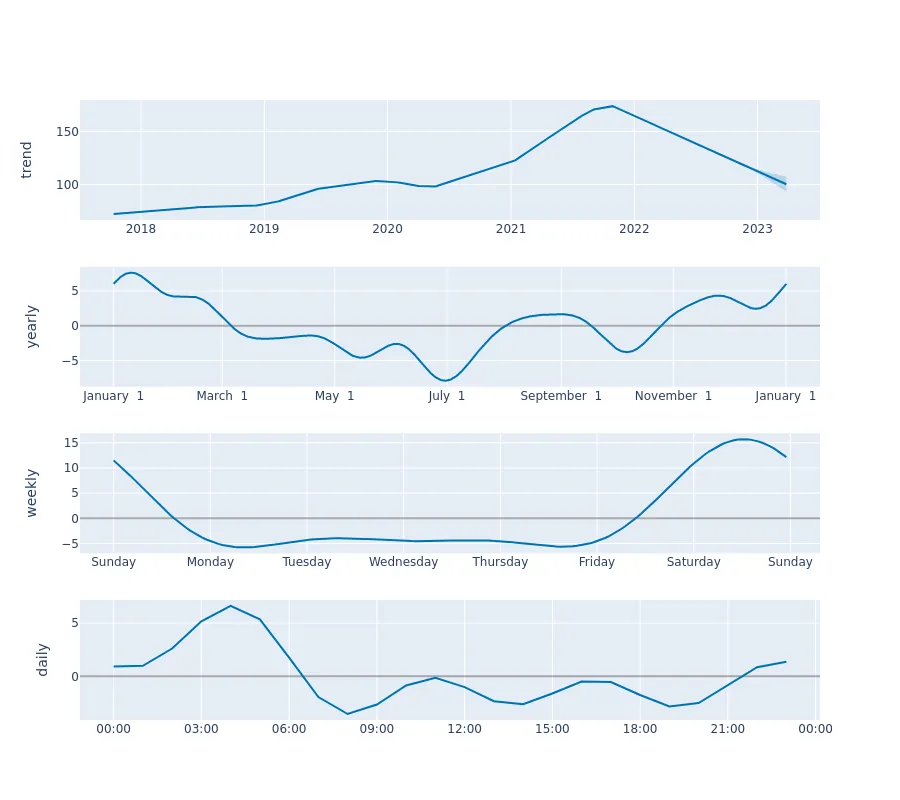 trend
150
100
2018 2019 2020 2021 2022 2023
yearly
5
0
−5
January 1 March 1 May 1 July 1 September 1 November 1 January 1
weekly
15
10
5
0
−5
Sunday Monday Tuesday Wednesday Thursday Friday Saturday Sunday
daily
5
0
00:00 03:00 06:00 09:00 12:00 15:00 18:00 21:00 00:00